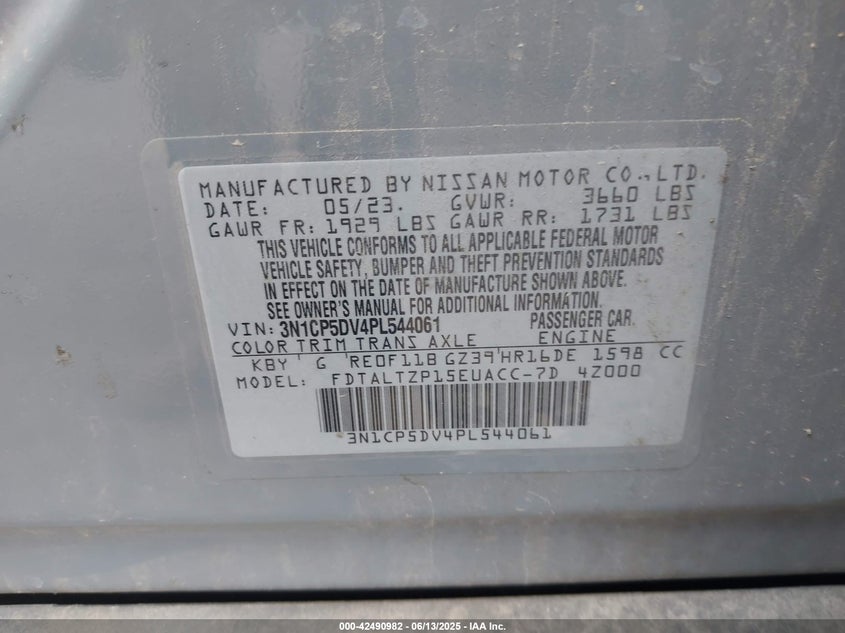 MANUFACTURED BY NISSAN MOTOR CO.,LTD.
DATE: 05/23. GVWR: 3660 LBS
GAWR FR: 1929 LBS GAWR RR: 1731 LBS
THIS VEHICLE CONFORMS TO ALL APPLICABLE FEDERAL MOTOR
VEHICLE SAFETY, BUMPER AND THEFT PREVENTION STANDARDS
IN EFFECT ON THE DATE OF MANUFACTURE SHOWN ABOVE.
SEE OWNER'S MANUAL FOR ADDITIONAL INFORMATION.
VIN: 3N1CP5DV4PL544061 PASSENGER CAR.
COLOR TRIM TRANS AXLE ENGINE
KBY G RE0F11B GZ39 HR16DE 1598 CC
MODEL: FDTALTZP15EUACC-7D 4Z000
3N1CP5DV4PL544061
000-42490982 - 06/13/2025 - IAA Inc.